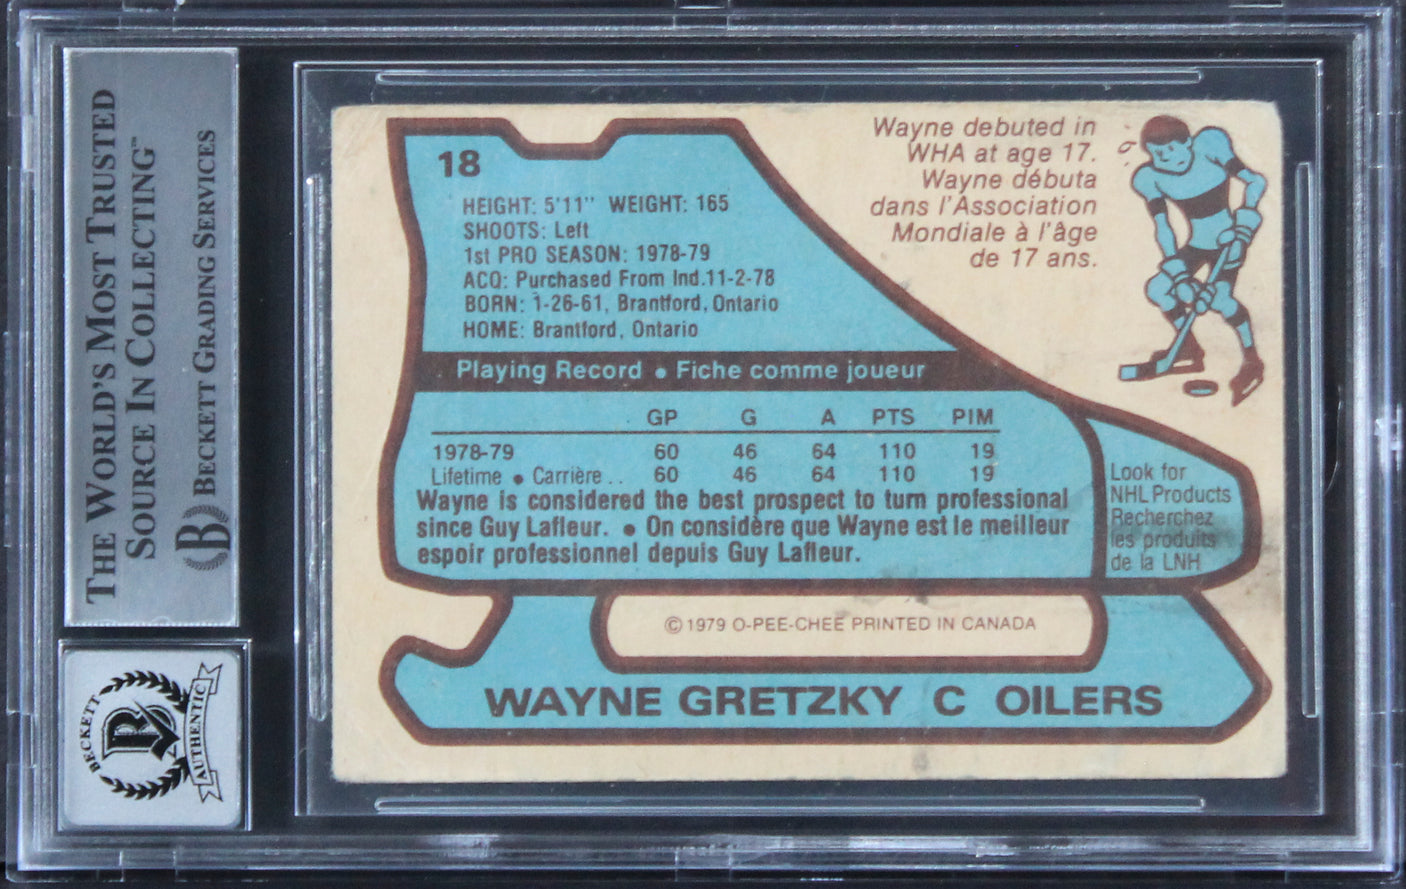 THE WORLD'S MOST TRUSTED
SOURCE IN COLLECTING™
BECKETT GRADING SERVICES
B
BECKETT
B
AUTHENTIC
18
HEIGHT: 5'11" WEIGHT: 165
SHOOTS: Left
1st PRO SEASON: 1978-79
ACQ: Purchased From Ind.11-2-78
BORN: 1-26-61, Brantford, Ontario
HOME: Brantford, Ontario
Wayne debuted in
WHA at age 17.
Wayne débuta
dans l'Association
Mondiale à l'âge
de 17 ans.
Playing Record • Fiche comme joueur
GP G A PTS PIM
1978-79 60 46 64 110 19
Lifetime • Carrière . . 60 46 64 110 19
Wayne is considered the best prospect to turn professional
since Guy Lafleur. • On considère que Wayne est le meilleur
espoir professionnel depuis Guy Lafleur.
Look for
NHL Products
Recherchez
les produits
de la LNH
© 1979 O-PEE-CHEE PRINTED IN CANADA
WAYNE GRETZKY C OILERS